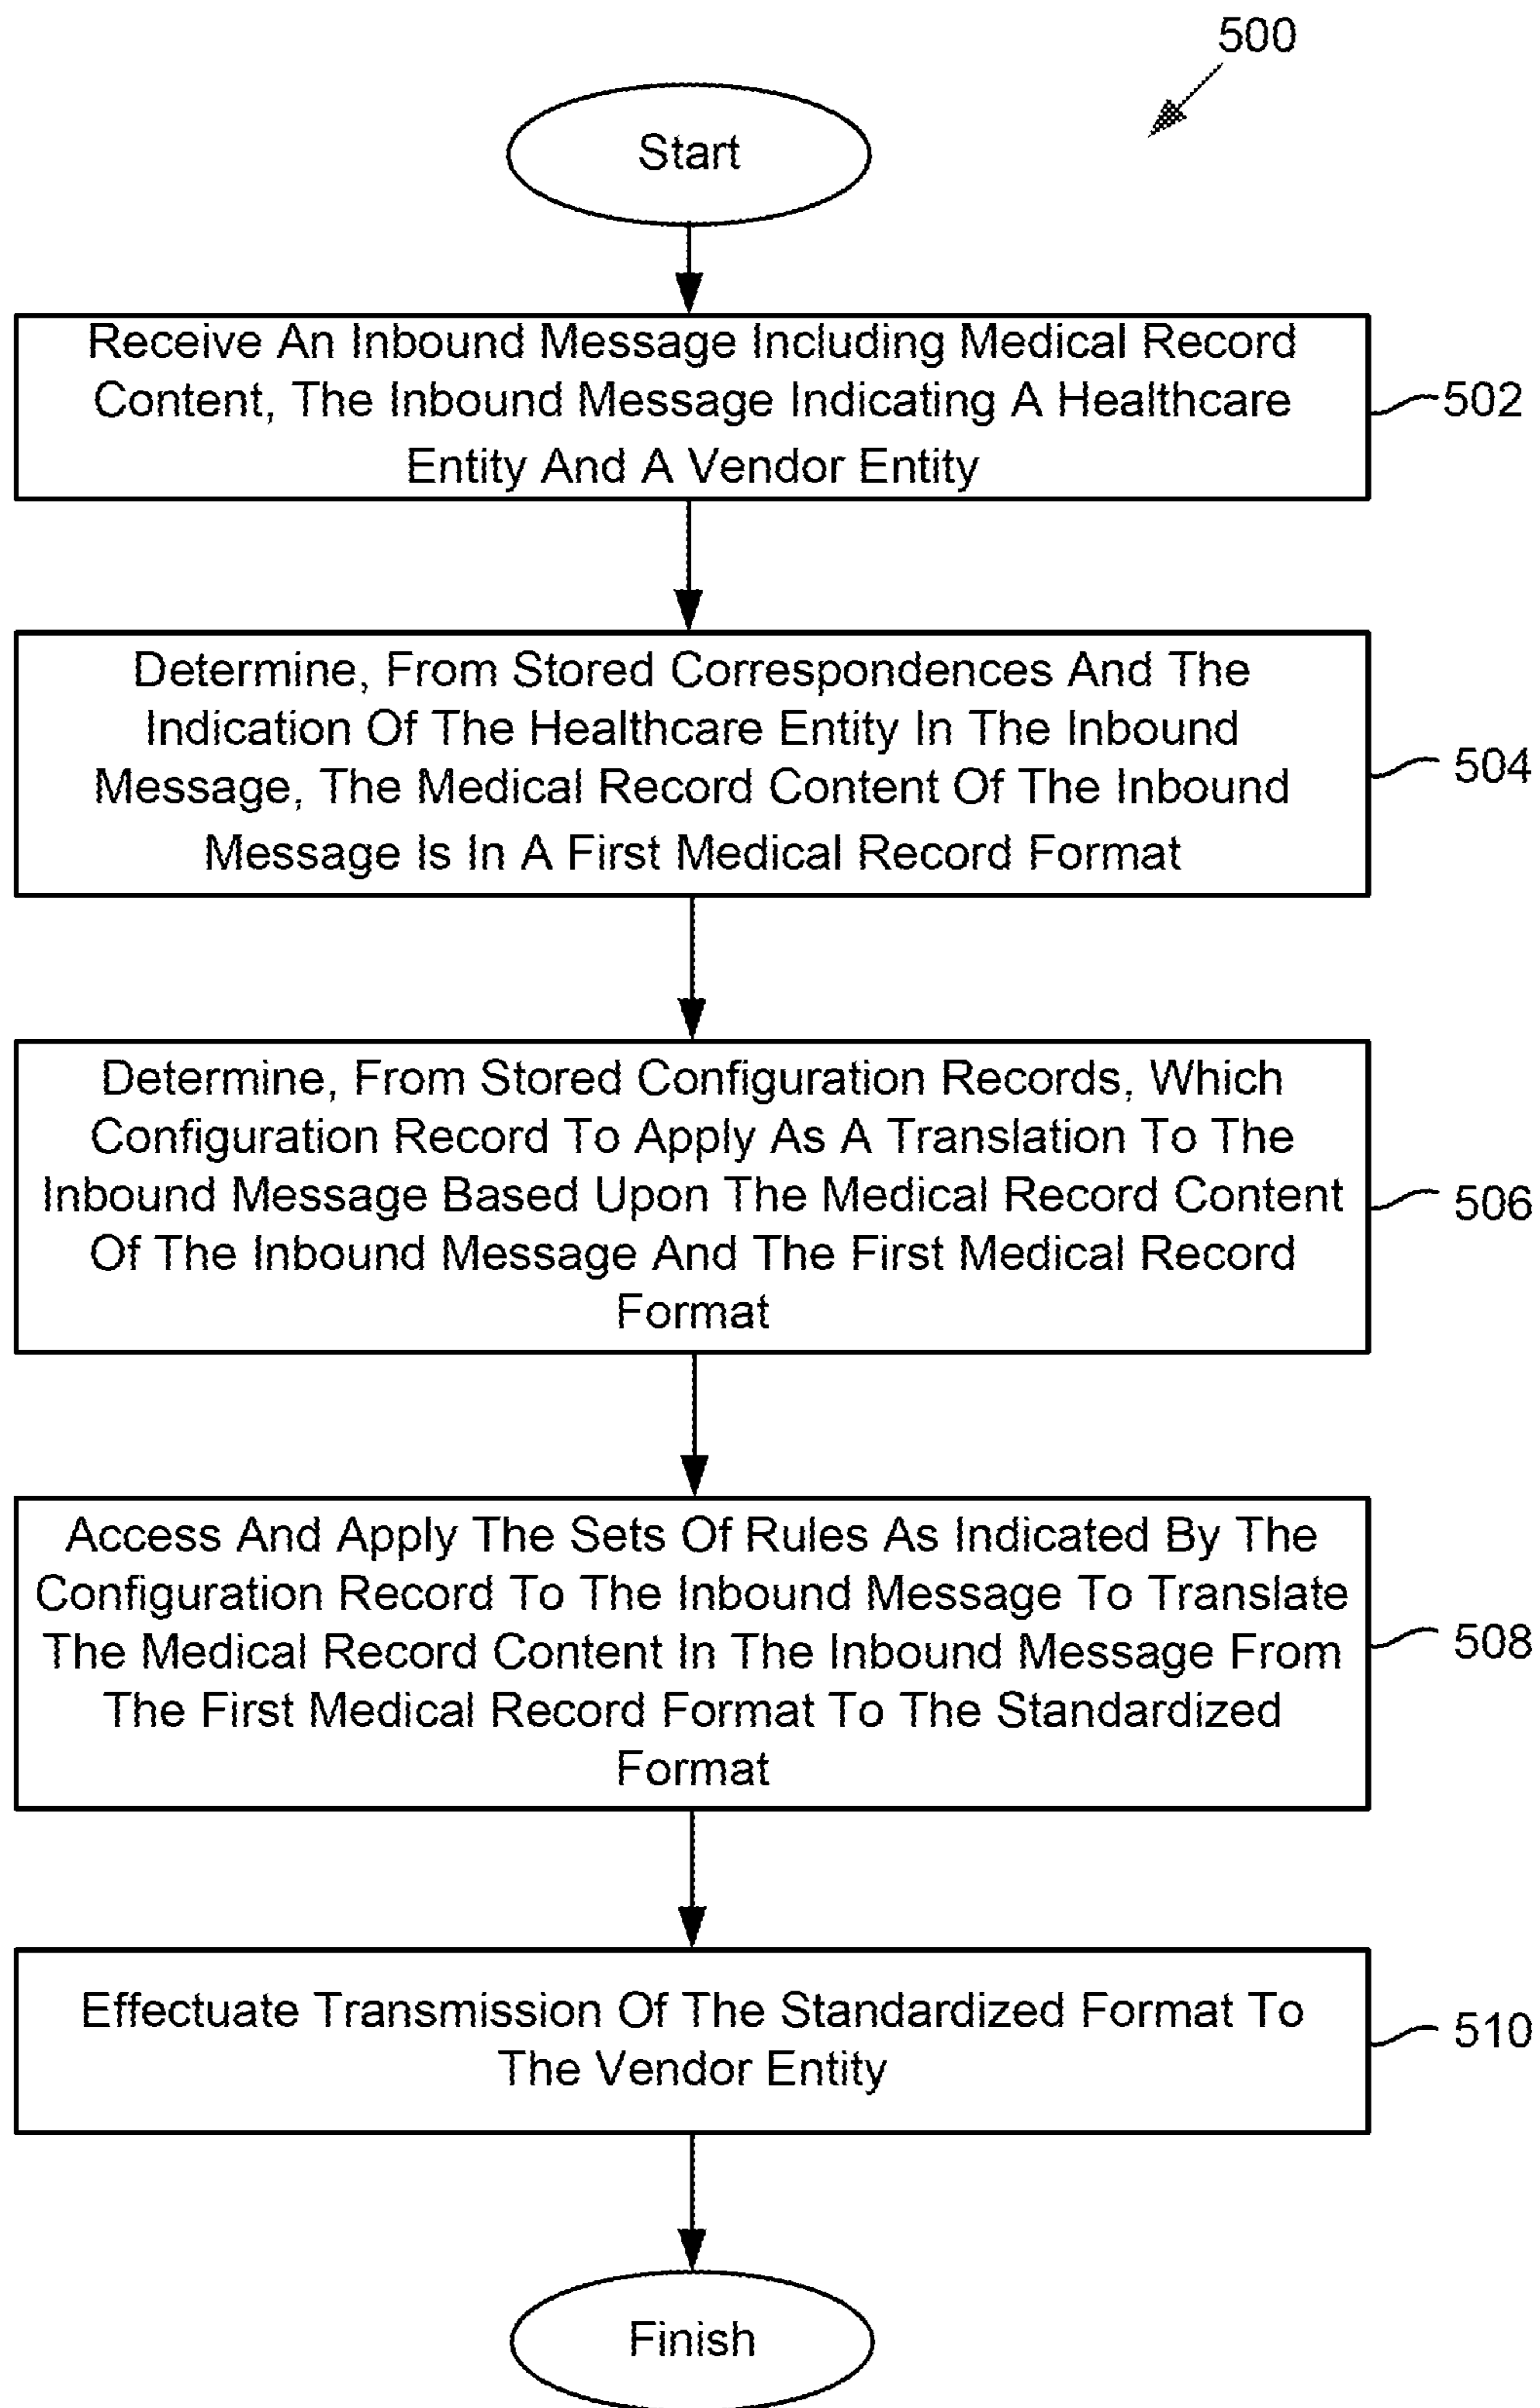 500
Start
Receive An Inbound Message Including Medical Record
Content, The Inbound Message Indicating A Healthcare
Entity And A Vendor Entity
502
Determine, From Stored Correspondences And The
Indication Of The Healthcare Entity In The Inbound
Message, The Medical Record Content Of The Inbound
Message Is In A First Medical Record Format
504
Determine, From Stored Configuration Records, Which
Configuration Record To Apply As A Translation To The
Inbound Message Based Upon The Medical Record Content
Of The Inbound Message And The First Medical Record
Format
506
Access And Apply The Sets Of Rules As Indicated By The
Configuration Record To The Inbound Message To Translate
The Medical Record Content In The Inbound Message From
The First Medical Record Format To The Standardized
Format
508
Effectuate Transmission Of The Standardized Format To
The Vendor Entity
510
Finish